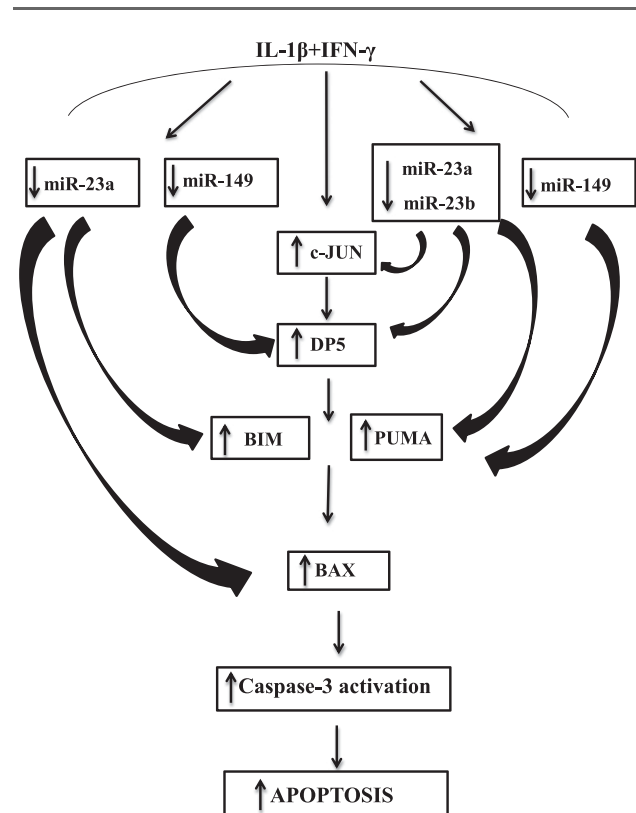 IL-1β+IFN-γ
↓ miR-23a
↓ miR-149
↓ miR-23a
miR-23b
↓ miR-149
↑ c-JUN
↑ DP5
↑ BIM
↑ PUMA
↑ BAX
↑ Caspase-3 activation
↑ APOPTOSIS